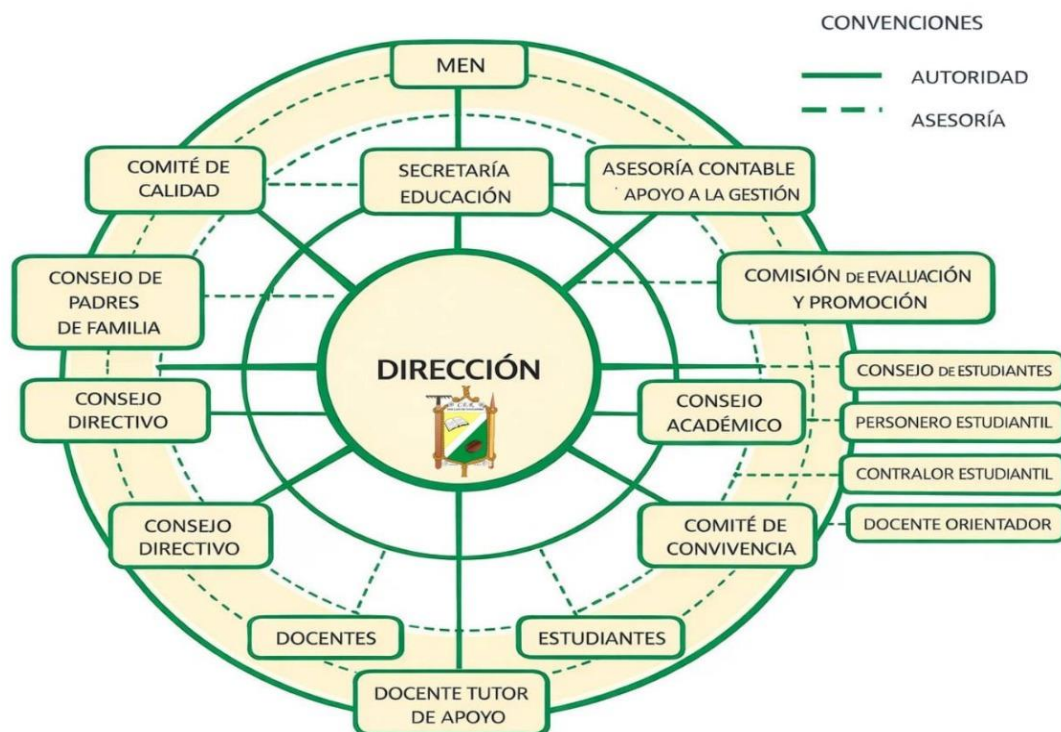 CONVENCIONES
AUTORIDAD
ASESORÍA
MEN
COMITÉ DE
CALIDAD
SECRETARÍA
EDUCACIÓN
ASESORÍA CONTABLE
APOYO A LA GESTIÓN
CONSEJO DE
PADRES
DE FAMILIA
COMISIÓN DE EVALUACIÓN
Y PROMOCIÓN
DIRECCIÓN
CONSEJO DE ESTUDIANTES
CONSEJO
DIRECTIVO
CONSEJO
ACADÉMICO
PERSONERO ESTUDIANTIL
CONTRALOR ESTUDIANTIL
CONSEJO
DIRECTIVO
COMITÉ DE
CONVIVENCIA
DOCENTE ORIENTADOR
DOCENTES
ESTUDIANTES
DOCENTE TUTOR
DE APOYO